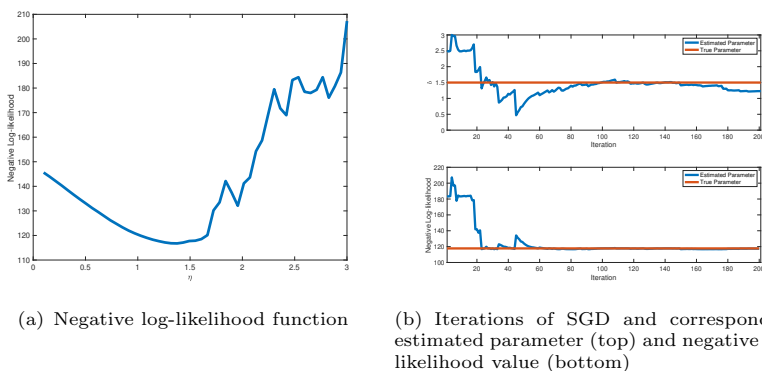 210
200
190
180
170
160
150
140
130
120
110
Negative Log-likelihood
0
0.5
1
1.5
2
2.5
3
η
(a) Negative log-likelihood function
3
2.5
2
1.5
1
0.5
0
Estimated Parameter
True Parameter
20 40 60 80 100 120 140 160 180 200
Iteration
220
200
180
160
140
120
100
Negative Log-likelihood
Estimated Parameter
True Parameter
20 40 60 80 100 120 140 160 180 200
Iteration
(b) Iterations of SGD and correspond
estimated parameter (top) and negative
likelihood value (bottom)